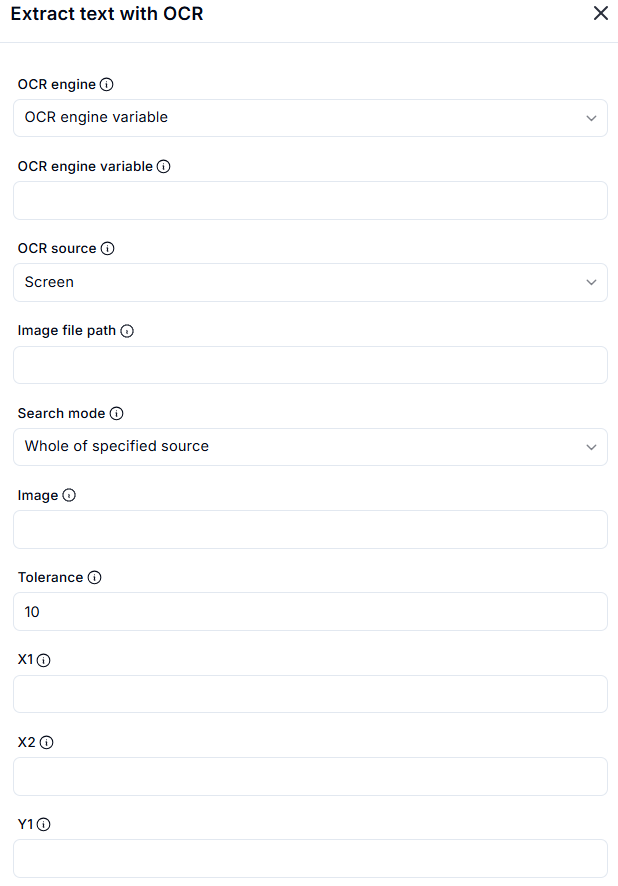 Extract text with OCR
OCR engine
OCR engine variable
OCR engine variable
OCR source
Screen
Image file path
Search mode
Whole of specified source
Image
Tolerance
10
X1
X2
Y1